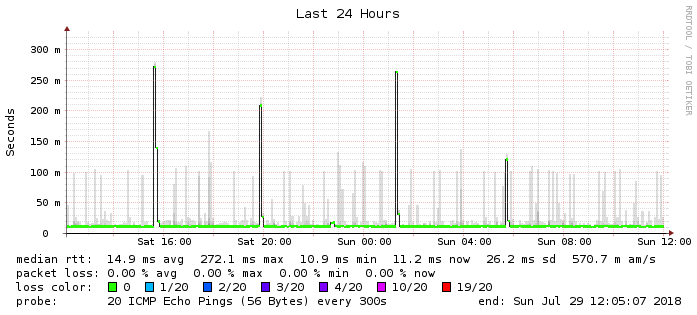 Last 24 Hours
RRDTOOL / TOBI OETIKER
Seconds
300 m
250 m
200 m
150 m
100 m
50 m
0
Sat 16:00 Sat 20:00 Sun 00:00 Sun 04:00 Sun 08:00 Sun 12:00
median rtt: 14.9 ms avg 272.1 ms max 10.9 ms min 11.2 ms now 26.2 ms sd 570.7 m am/s
packet loss: 0.00 % avg 0.00 % max 0.00 % min 0.00 % now
loss color: 0 1/20 2/20 3/20 4/20 10/20 19/20
probe: 20 ICMP Echo Pings (56 Bytes) every 300s end: Sun Jul 29 12:05:07 2018